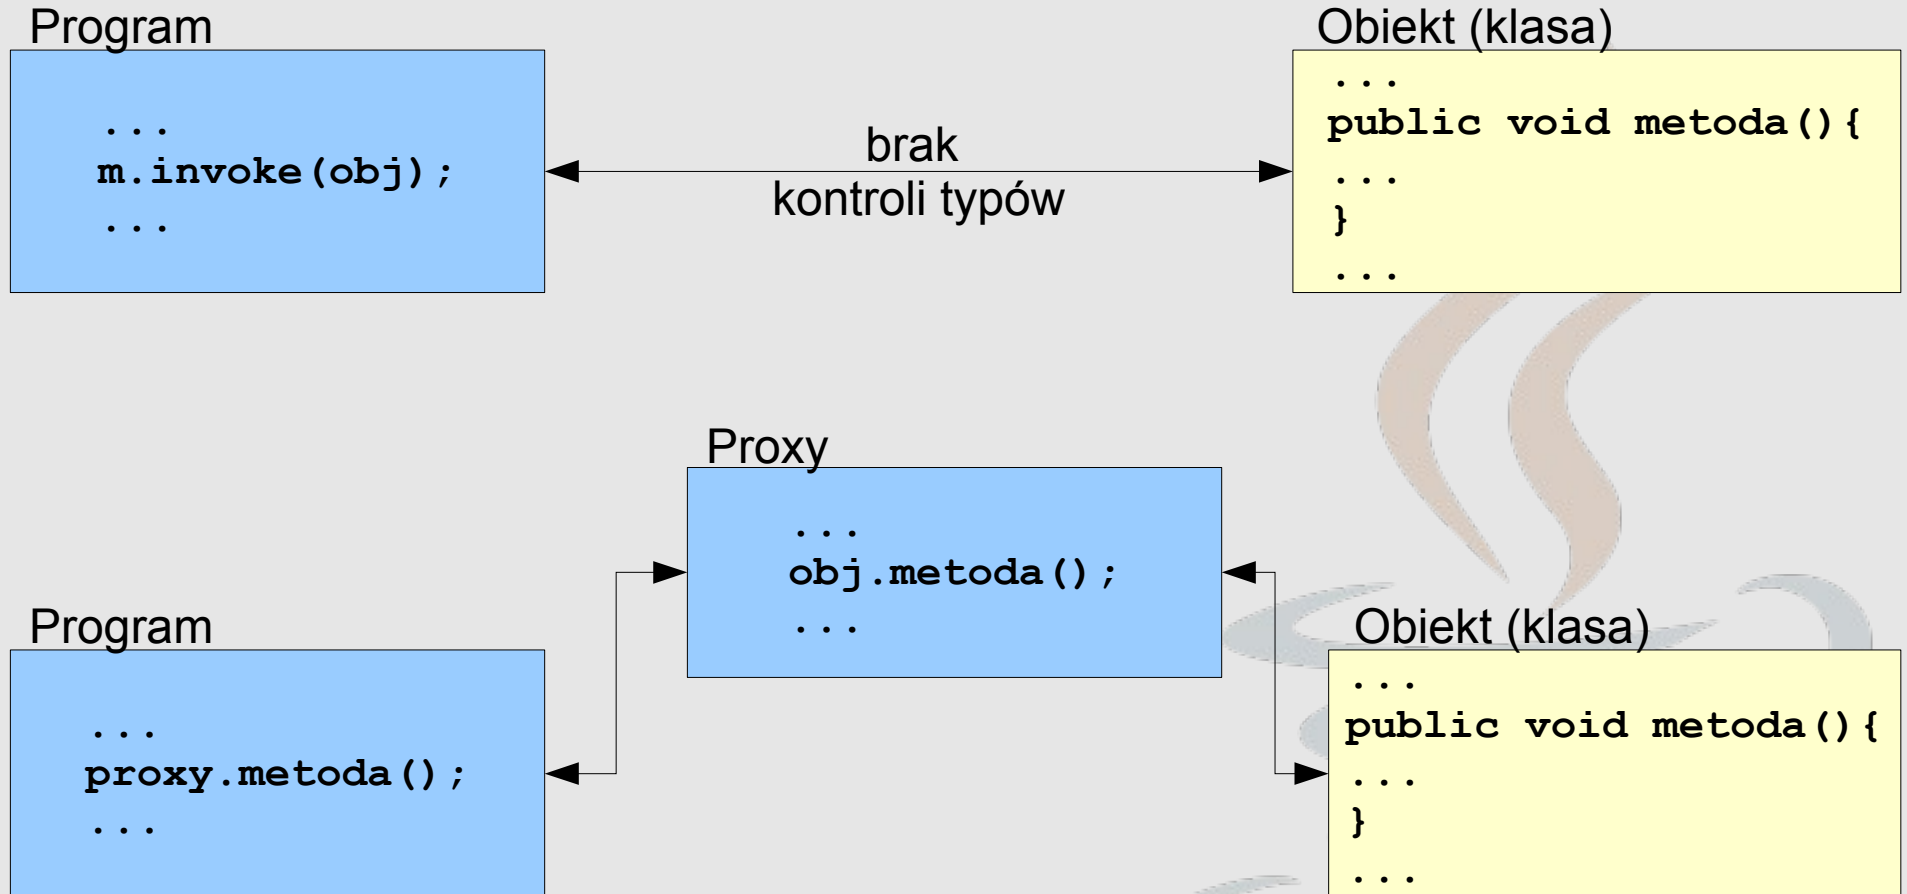 Program
...
m.invoke(obj);
...
brak
kontroli typów
Obiekt (klasa)
...
public void metoda(){
...
}
...
Proxy
...
obj.metoda();
...
Program
...
proxy.metoda();
...
Obiekt (klasa)
...
public void metoda(){
...
}
...